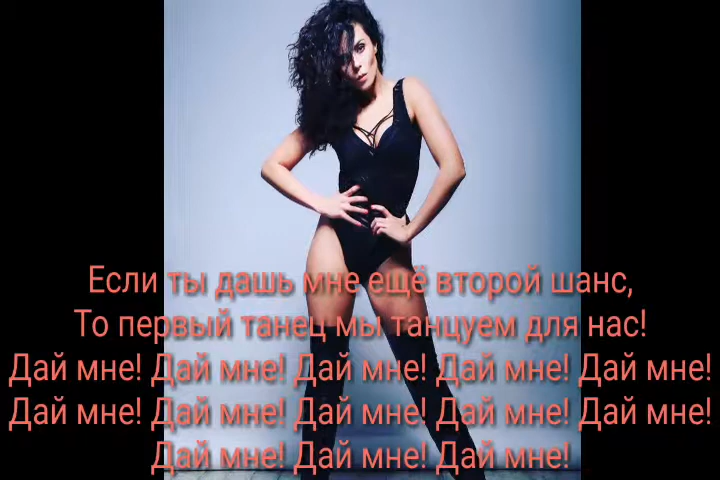 Если ты дашь мне ещё второй шанс,
То первый танец мы танцуем для нас!
Дай мне! Дай мне! Дай мне! Дай мне! Дай мне!
Дай мне! Дай мне! Дай мне! Дай мне! Дай мне!
Дай мне! Дай мне! Дай мне!